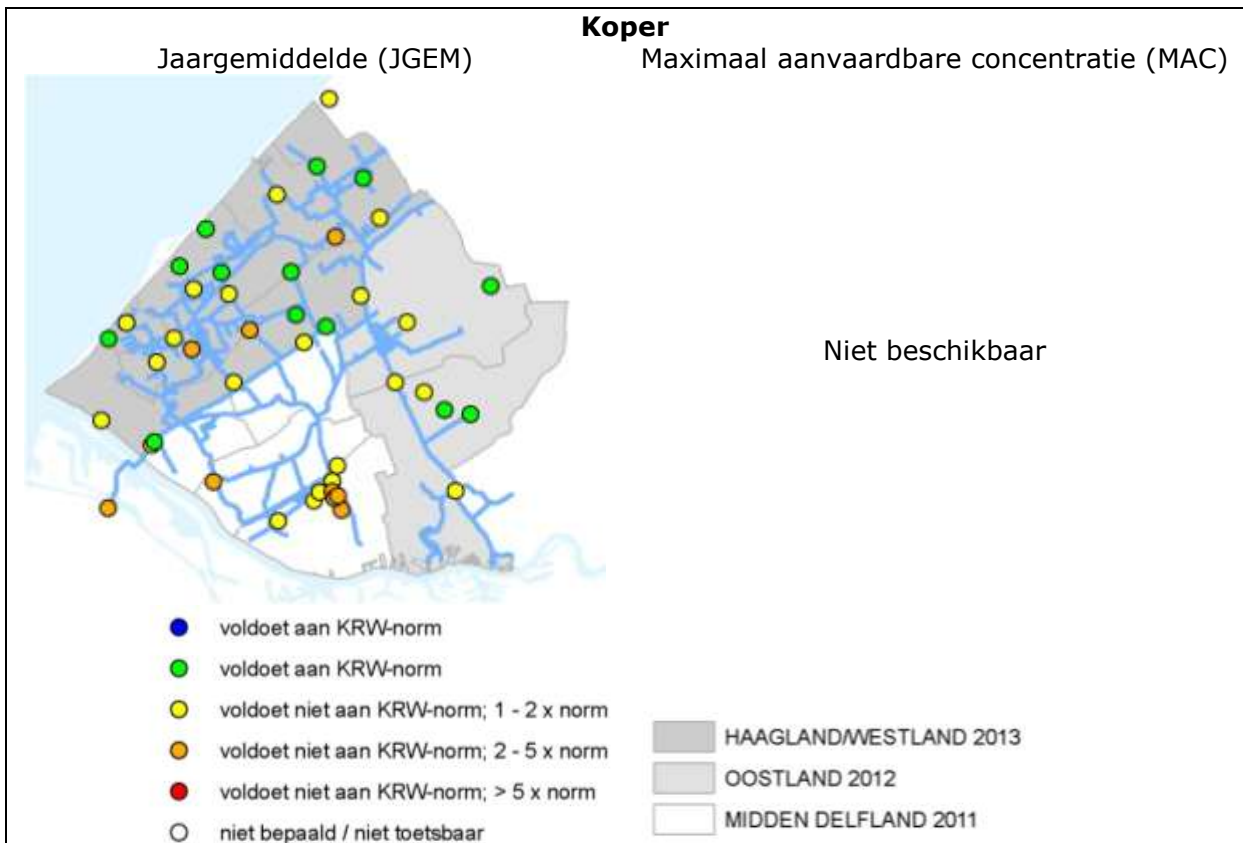 Koper
Jaargemiddelde (JGEM)
Maximaal aanvaardbare concentratie (MAC)
Niet beschikbaar
voldoet aan KRW-norm
voldoet aan KRW-norm
voldoet niet aan KRW-norm; 1 - 2 x norm
voldoet niet aan KRW-norm; 2 - 5 x norm
voldoet niet aan KRW-norm; > 5 x norm
niet bepaald / niet toetsbaar
HAAGLAND/WESTLAND 2013
OOSTLAND 2012
MIDDEN DELFLAND 2011